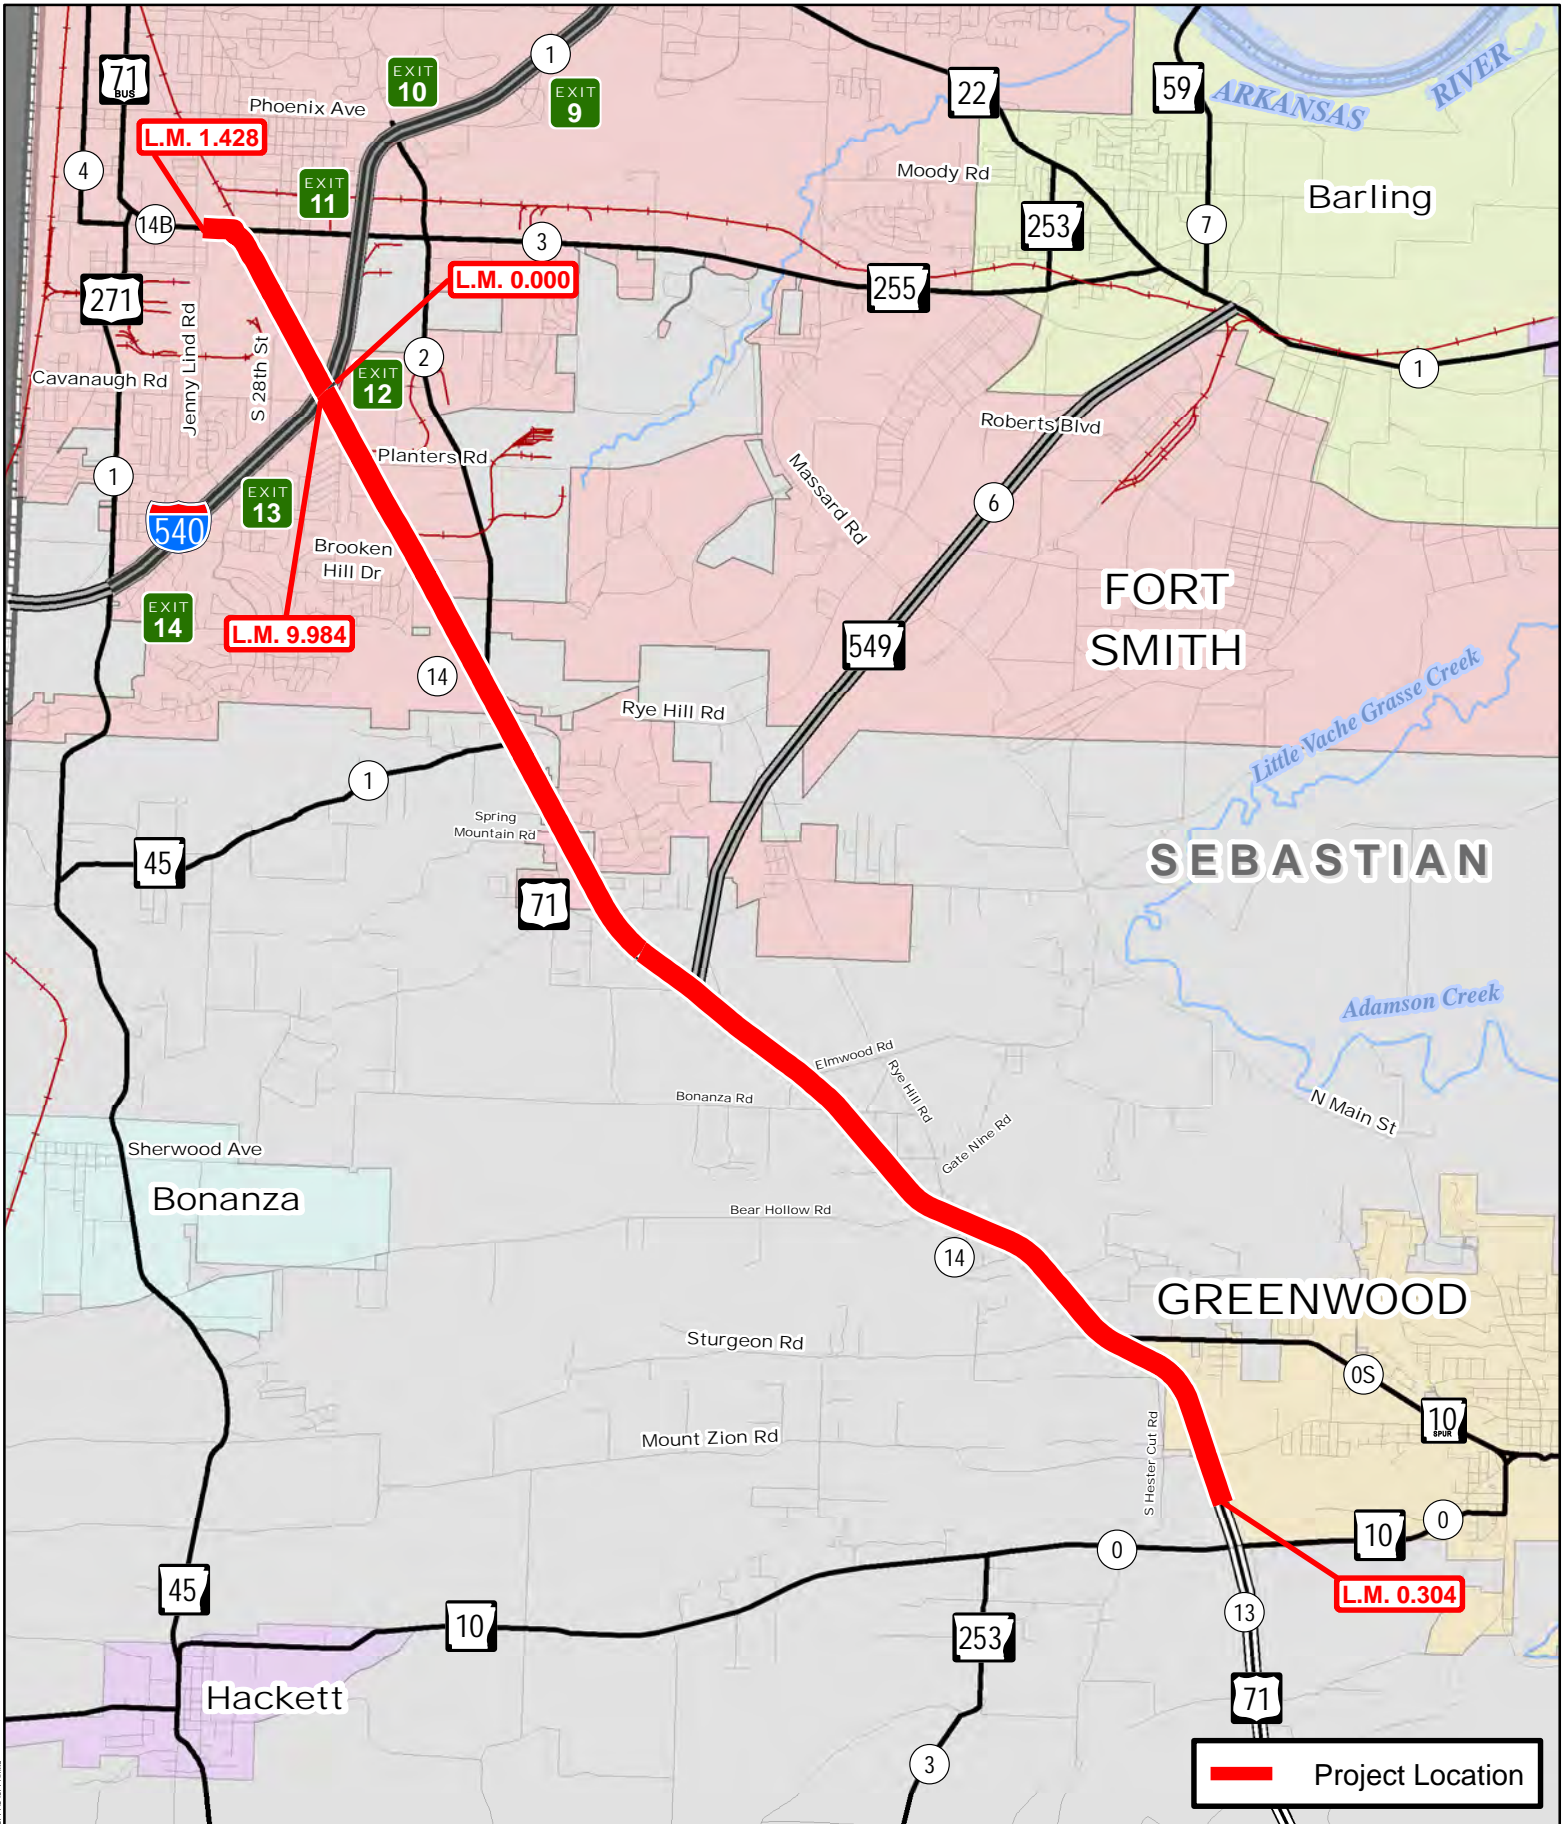 71
BUS
Phoenix Ave
EXIT
10
1
EXIT
9
22
59
ARKANSAS
RIVER
L.M. 1.428
4
EXIT
11
Moody Rd
Barling
14B
3
253
7
271
Jenny Lind Rd
L.M. 0.000
255
Cavanaugh Rd
S 28th St
2
EXIT
12
1
Roberts Blvd
1
Planters Rd
Massard Rd
6
540
EXIT
13
Brooken
Hill Dr
FORT
SMITH
EXIT
14
L.M. 9.984
549
14
Rye Hill Rd
Little Vache Grasse Creek
1
Spring
Mountain Rd
45
SEBASTIAN
71
Adamson Creek
Elmwood Rd
Rye Hill Rd
Bonanza Rd
N Main St
Gate Nine Rd
Sherwood Ave
Bonanza
Bear Hollow Rd
14
GREENWOOD
Sturgeon Rd
0S
10
SPUR
Mount Zion Rd
S Hester Cut Rd
0
10
0
45
L.M. 0.304
10
253
13
Hackett
71
3
Project Location